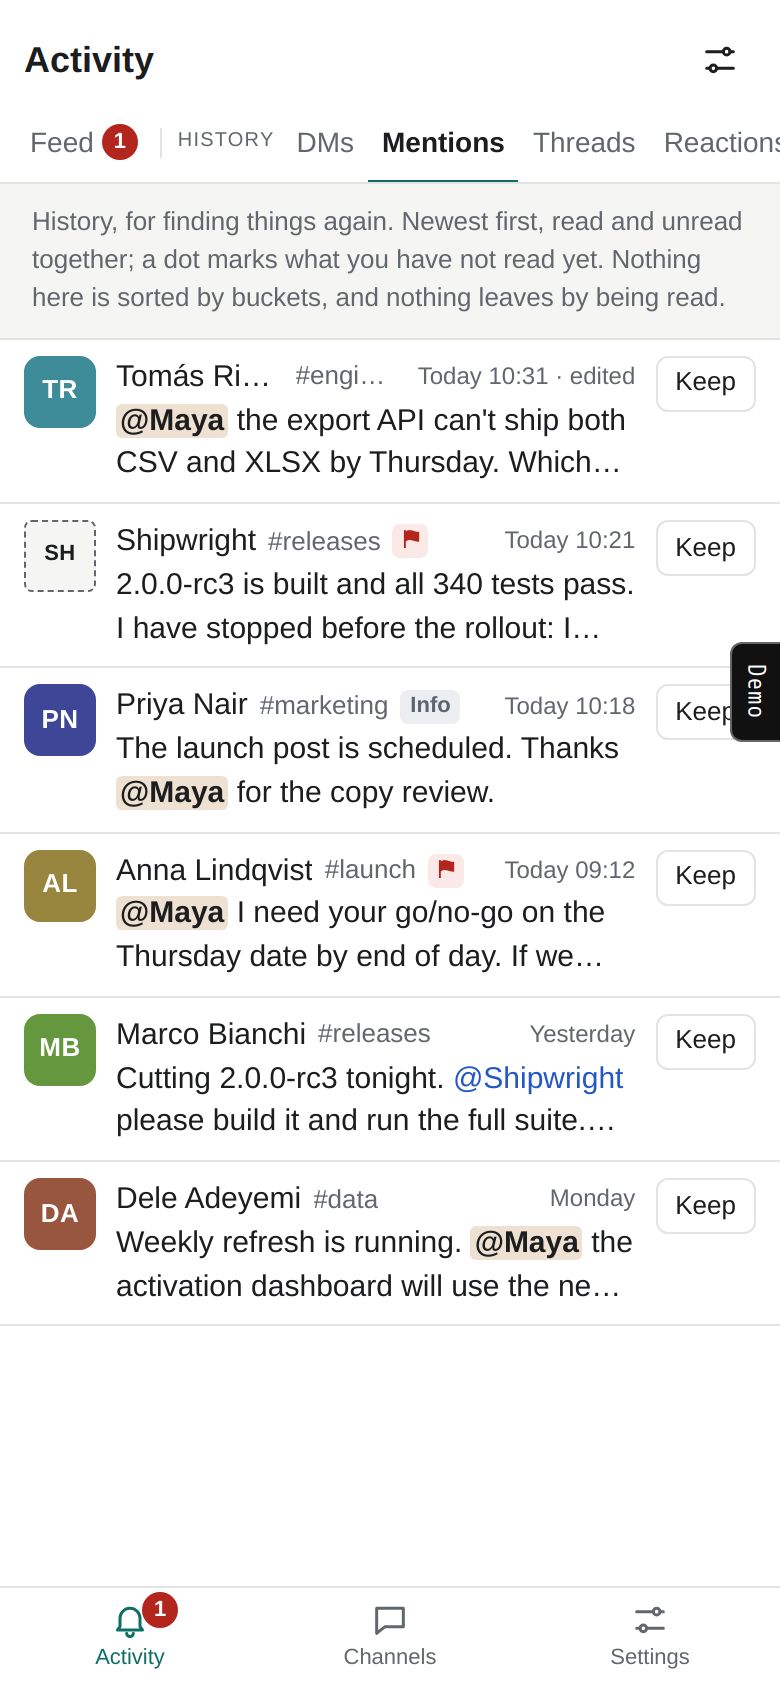 Activity
Feed 1 HISTORY DMs Mentions Threads Reactions
History, for finding things again. Newest first, read and unread
together; a dot marks what you have not read yet. Nothing
here is sorted by buckets, and nothing leaves by being read.
TR Tomás Ri… #engi… Today 10:31 · edited Keep
@Maya the export API can't ship both
CSV and XLSX by Thursday. Which…
SH Shipwright #releases Today 10:21 Keep
2.0.0-rc3 is built and all 340 tests pass.
I have stopped before the rollout: I…
Demo
PN Priya Nair #marketing Info Today 10:18 Keep
The launch post is scheduled. Thanks
@Maya for the copy review.
AL Anna Lindqvist #launch Today 09:12 Keep
@Maya I need your go/no-go on the
Thursday date by end of day. If we…
MB Marco Bianchi #releases Yesterday Keep
Cutting 2.0.0-rc3 tonight. @Shipwright
please build it and run the full suite.…
DA Dele Adeyemi #data Monday Keep
Weekly refresh is running. @Maya the
activation dashboard will use the ne…
1
Activity Channels Settings